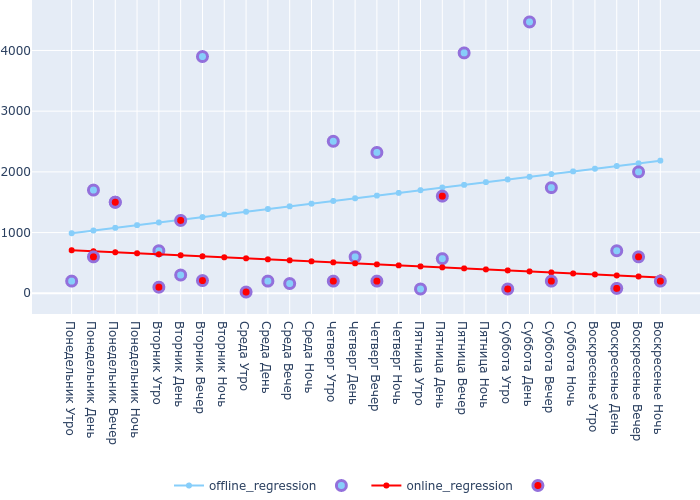 4000
3000
2000
1000
0
Понедельник Утро
Понедельник День
Понедельник Вечер
Понедельник Ночь
Вторник Утро
Вторник День
Вторник Вечер
Вторник Ночь
Среда Утро
Среда День
Среда Вечер
Среда Ночь
Четверг Утро
Четверг День
Четверг Вечер
Четверг Ночь
Пятница Утро
Пятница День
Пятница Вечер
Пятница Ночь
Суббота Утро
Суббота День
Суббота Вечер
Суббота Ночь
Воскресенье Утро
Воскресенье День
Воскресенье Вечер
Воскресенье Ночь
offline_regression online_regression